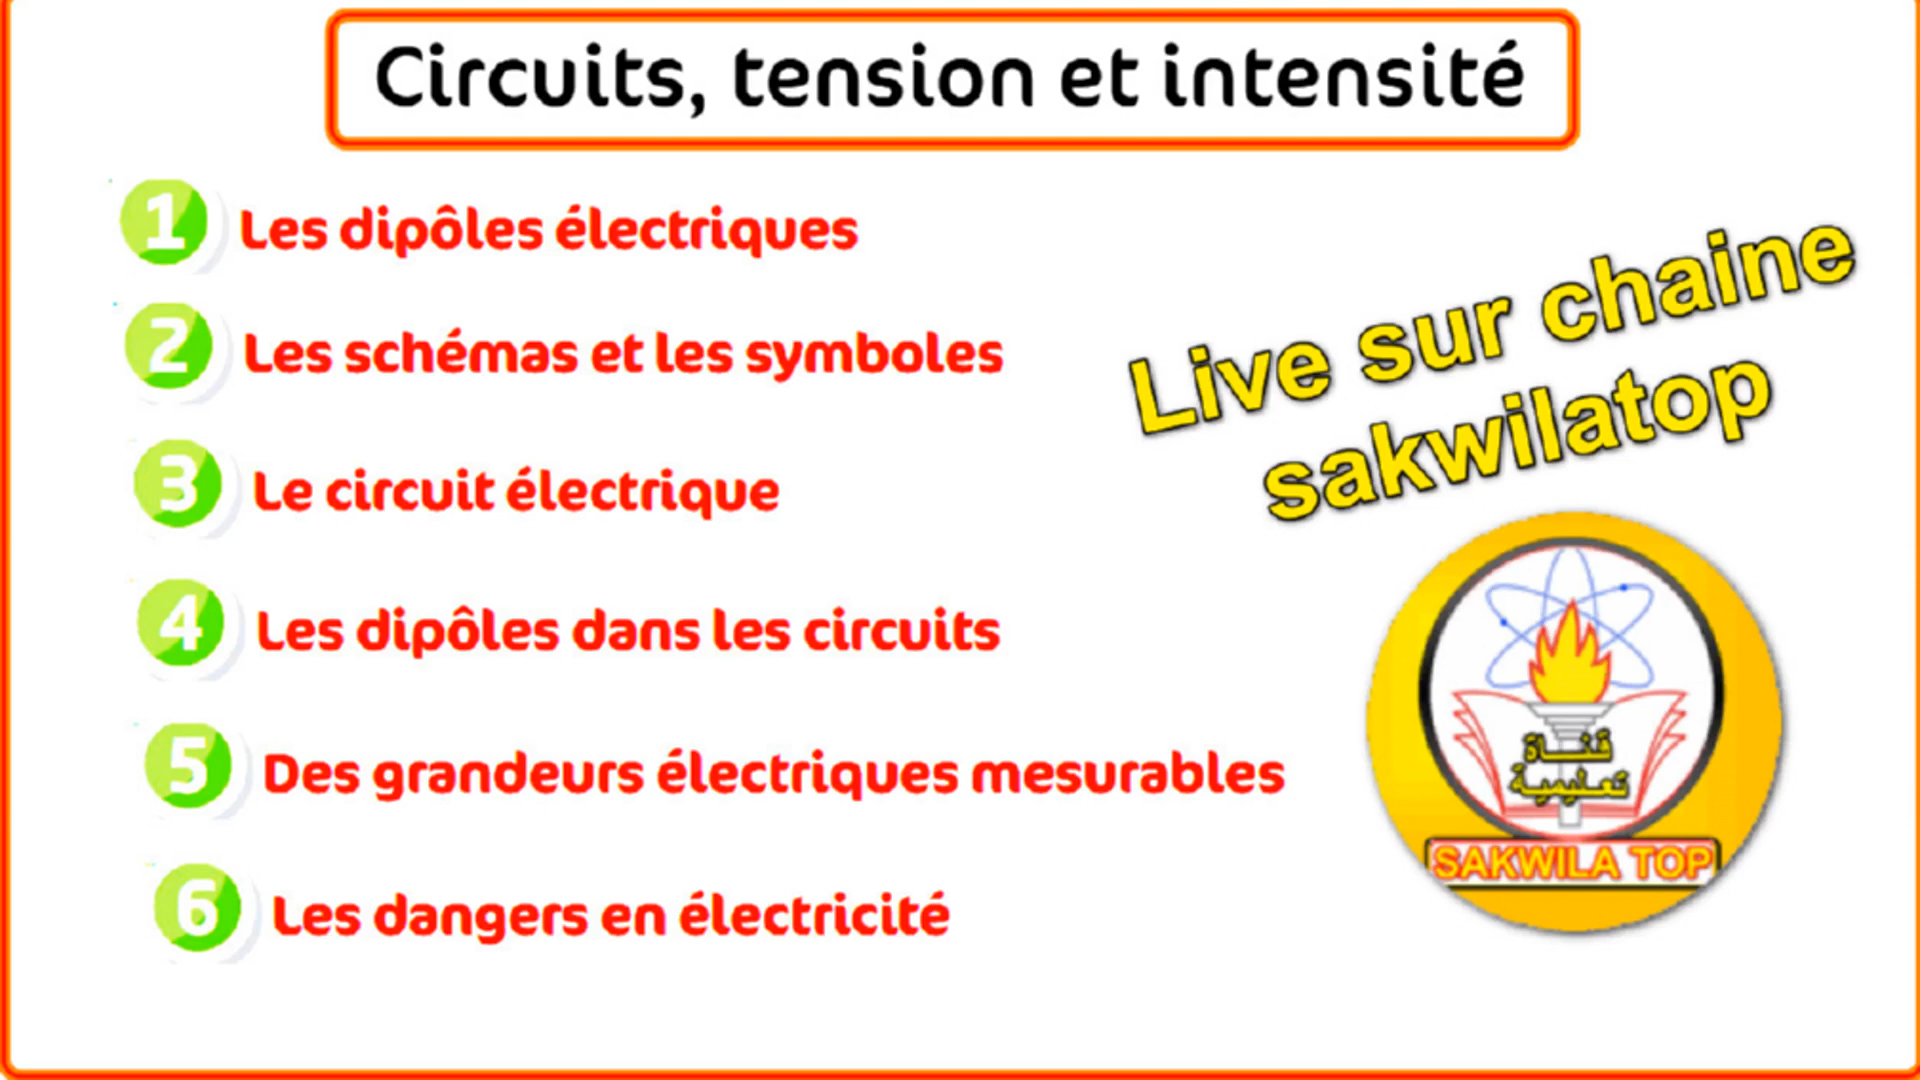 Circuits, tension et intensité
1 Les dipôles électriques
2 Les schémas et les symboles
3 Le circuit électrique
4 Les dipôles dans les circuits
5 Des grandeurs électriques mesurables
6 Les dangers en électricité
Live sur chaine
sakwilatop
قناة
تعليمية
SAKWILA TOP